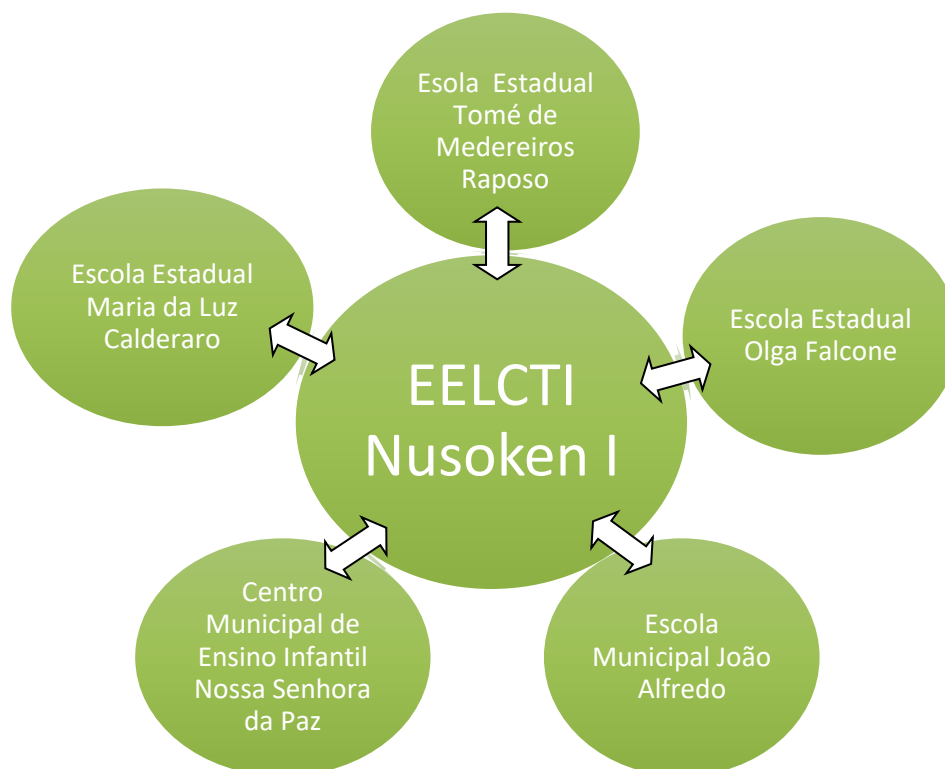 Esola Estadual
Tomé de
Medereiros
Raposo
Escola Estadual
Maria da Luz
Calderaro
Escola Estadual
Olga Falcone
EELCTI
Nusoken I
Centro
Municipal de
Ensino Infantil
Nossa Senhora
da Paz
Escola
Municipal João
Alfredo